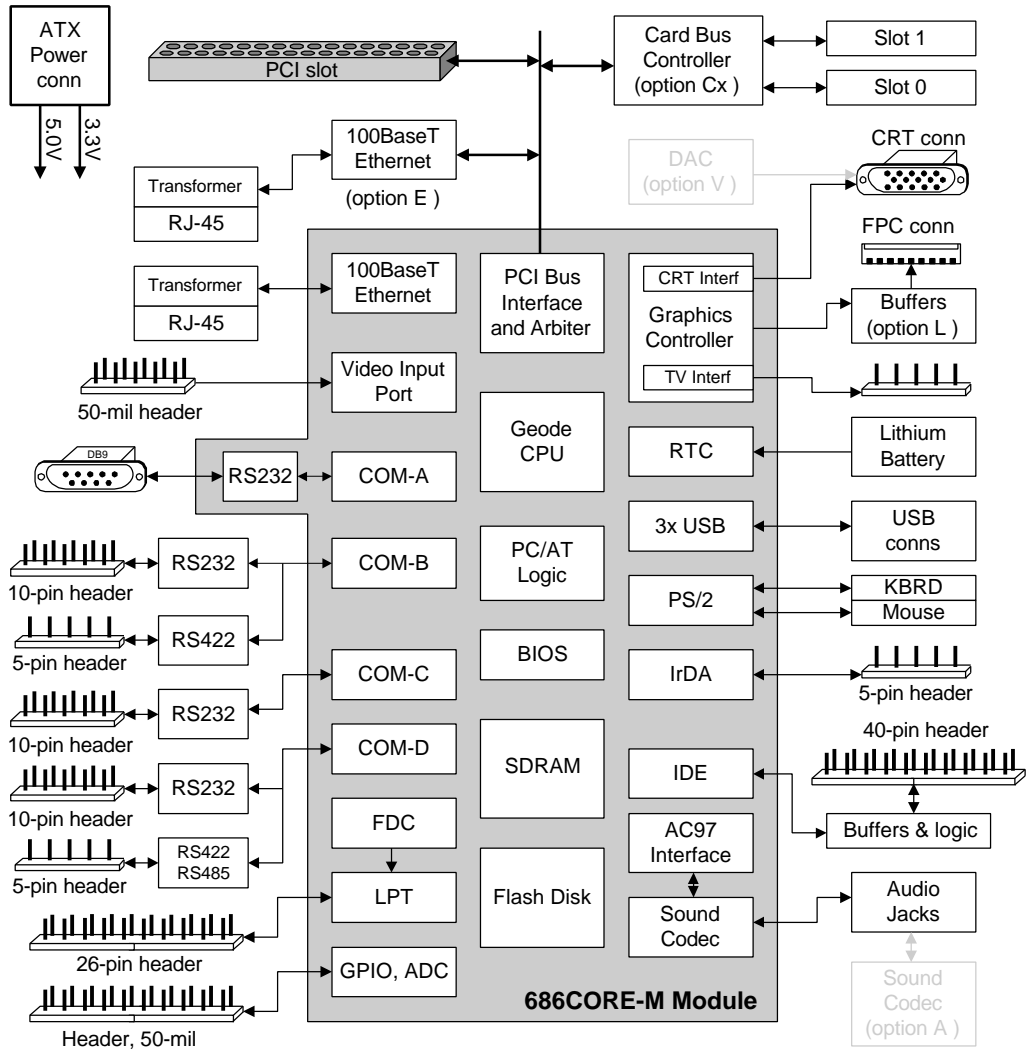 ATX
Power
conn
5.0V
3.3V
PCI slot
Card Bus
Controller
(option Cx )
Slot 1
Slot 0
100BaseT
Ethernet
(option E )
Transformer
RJ-45
DAC
(option V )
CRT conn
FPC conn
Transformer
RJ-45
100BaseT
Ethernet
PCI Bus
Interface
and Arbiter
CRT Interf
Graphics
Controller
TV Interf
Buffers
(option L )
50-mil header
Video Input
Port
Geode
CPU
DB9
RS232
COM-A
RTC
Lithium
Battery
3x USB
USB
conns
10-pin header
RS232
COM-B
PC/AT
Logic
PS/2
KBRD
Mouse
5-pin header
RS422
BIOS
IrDA
5-pin header
10-pin header
RS232
COM-C
40-pin header
10-pin header
RS232
COM-D
SDRAM
IDE
Buffers & logic
5-pin header
RS422
RS485
FDC
AC97
Interface
LPT
Flash Disk
Sound
Codec
Audio
Jacks
26-pin header
GPIO, ADC
Sound
Codec
(option A )
Header, 50-mil
686CORE-M Module